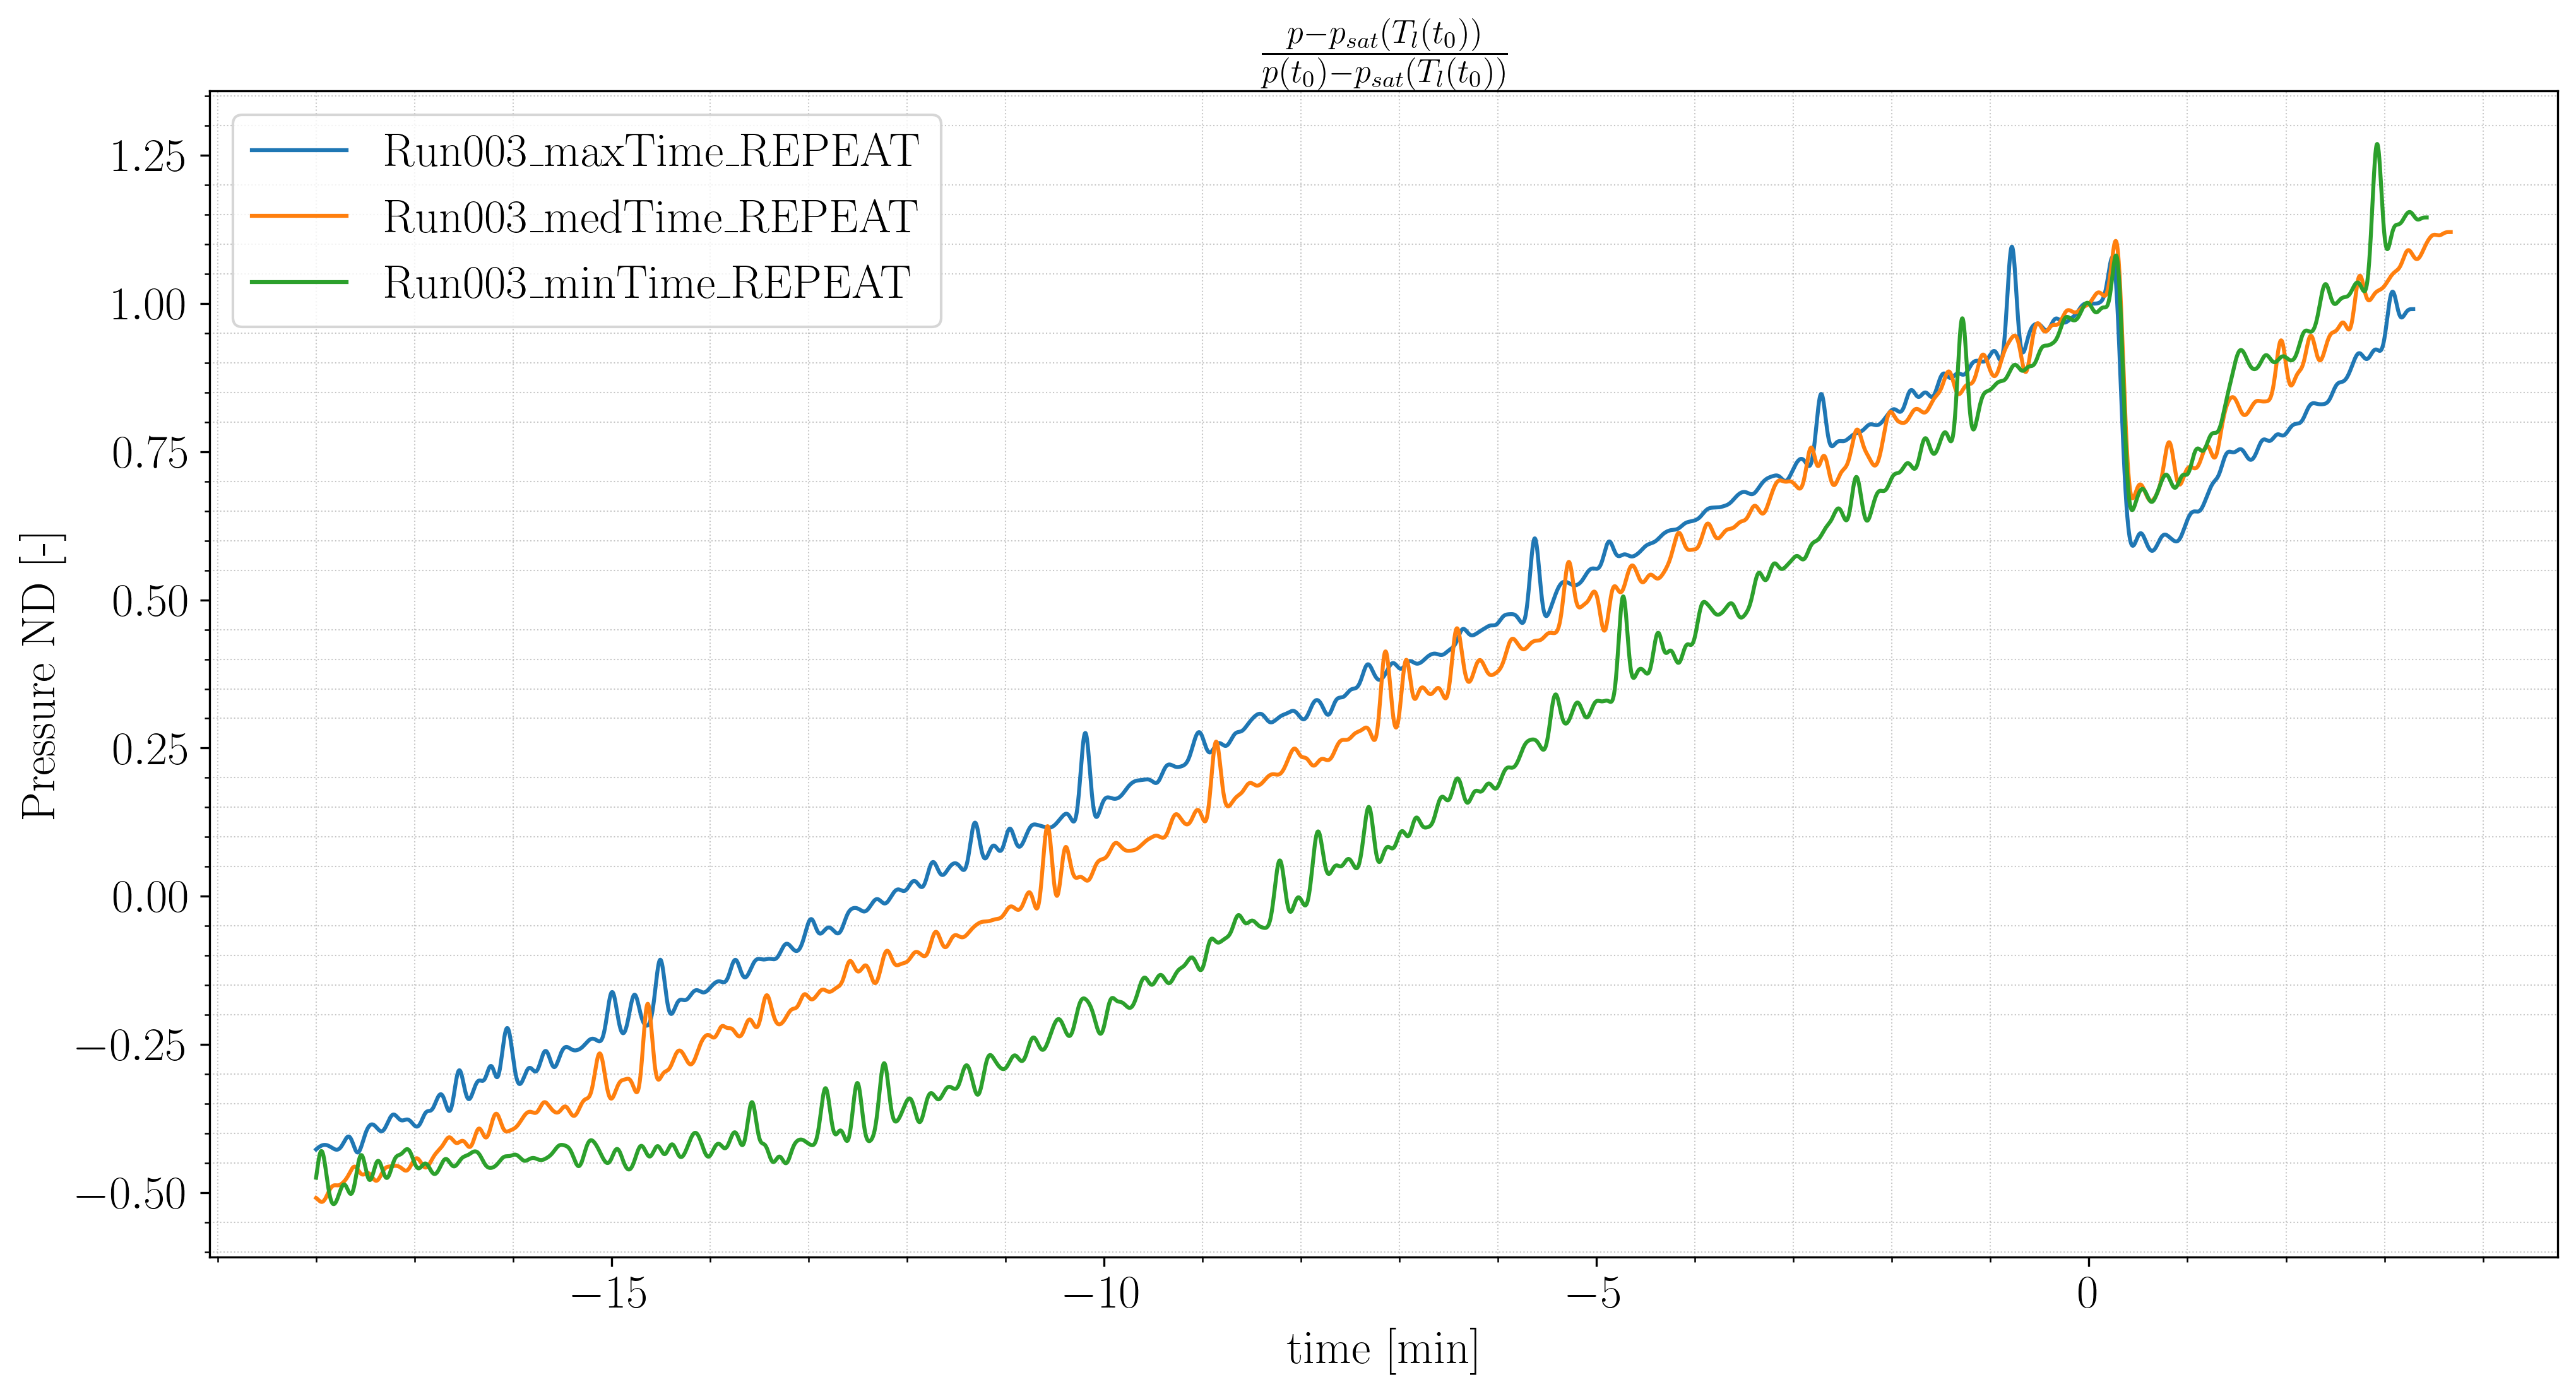 p−p_sat(T_l(t_0))
p(t_0)−p_sat(T_l(t_0))
Run003_maxTime_REPEAT
Run003_medTime_REPEAT
Run003_minTime_REPEAT
Pressure ND [-]
1.25
1.00
0.75
0.50
0.25
0.00
−0.25
−0.50
−15 −10 −5 0
time [min]